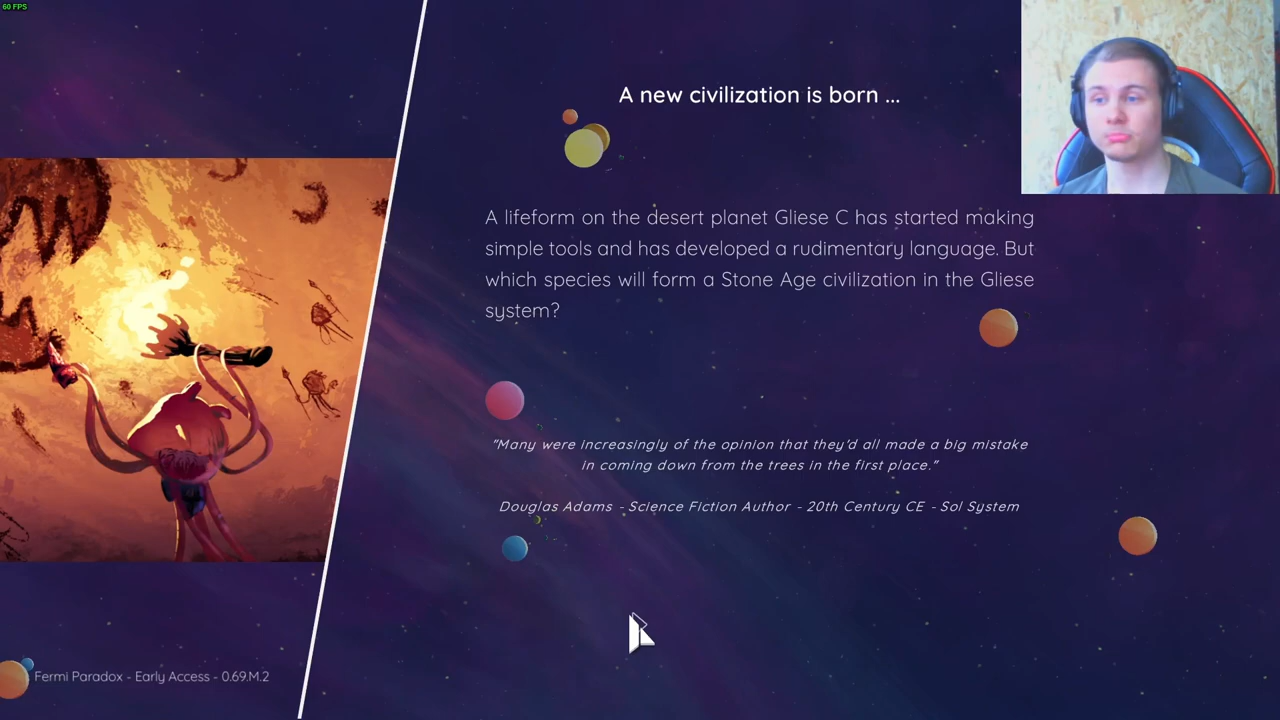 60 FPS
A new civilization is born ...
A lifeform on the desert planet Gliese C has started making
simple tools and has developed a rudimentary language. But
which species will form a Stone Age civilization in the Gliese
system?
"Many were increasingly of the opinion that they'd all made a big mistake
in coming down from the trees in the first place."
Douglas Adams - Science Fiction Author - 20th Century CE - Sol System
Fermi Paradox - Early Access - 0.69.M.2